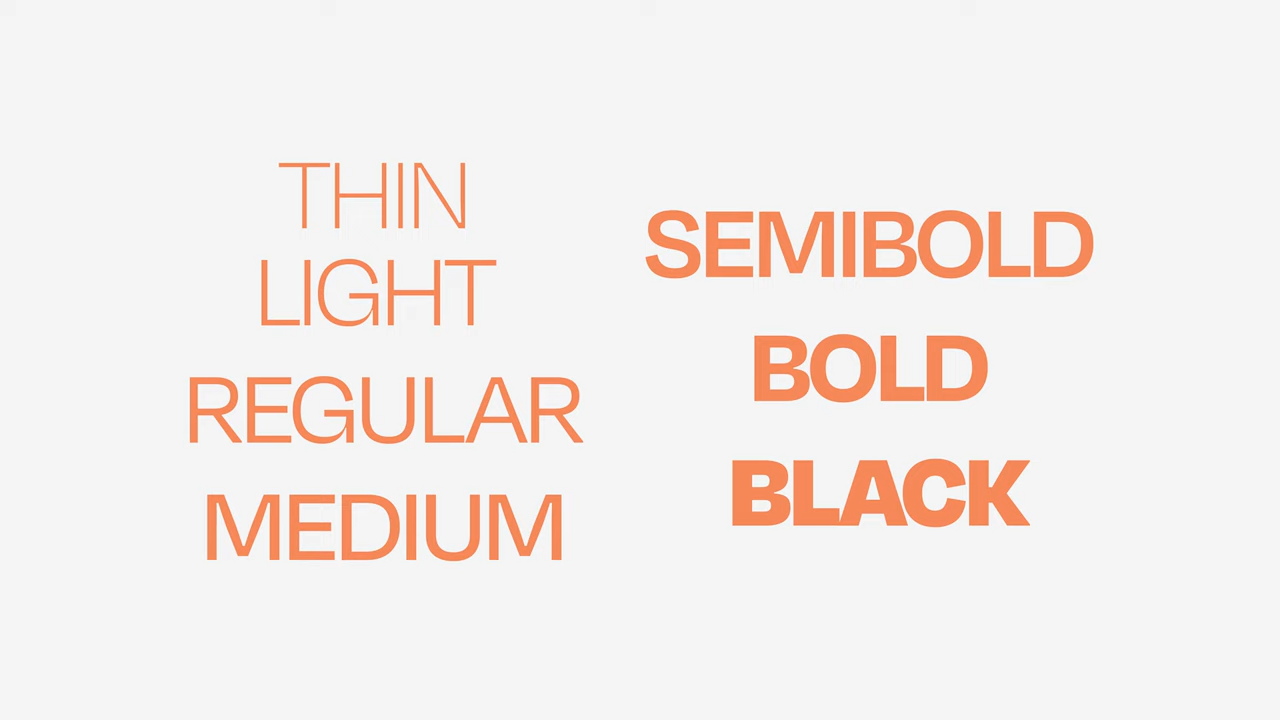 THIN
LIGHT
REGULAR
MEDIUM
SEMIBOLD
BOLD
BLACK